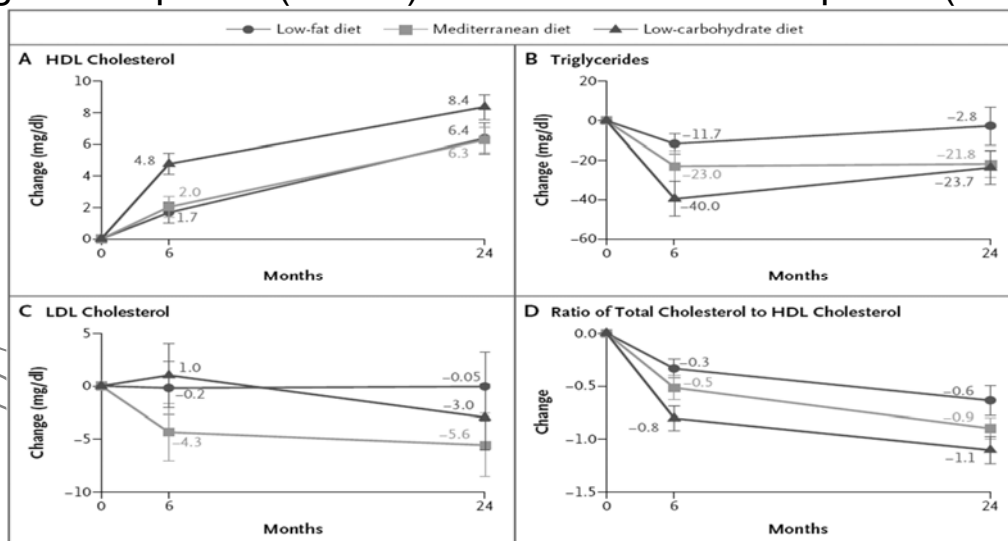 Low-fat diet Mediterranean diet Low-carbohydrate diet
A HDL Cholesterol
Change (mg/dl)
10
8
6
4
2
0
4.8
2.0
1.7
8.4
6.4
6.3
0 6 24
Months
B Triglycerides
Change (mg/dl)
20
0
−20
−40
−60
−11.7
−23.0
−40.0
−2.8
−21.8
−23.7
0 6 24
Months
C LDL Cholesterol
Change (mg/dl)
5
0
−5
−10
1.0
−0.2
−4.3
−0.05
−3.0
−5.6
0 6 24
Months
D Ratio of Total Cholesterol to HDL Cholesterol
Change
0.0
−0.5
−1.0
−1.5
−0.3
−0.5
−0.8
−0.6
−0.9
−1.1
0 6 24
Months